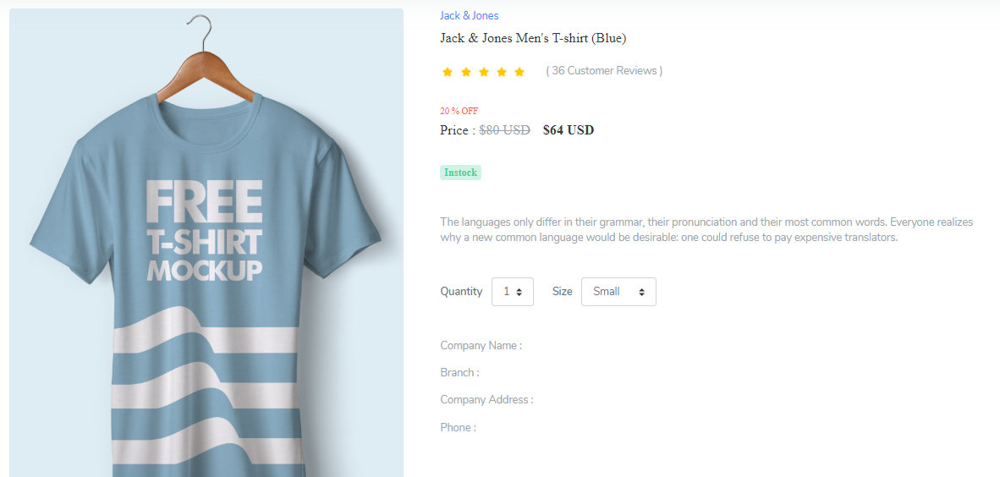 FREE
T-SHIRT
MOCKUP
Jack & Jones
Jack & Jones Men's T-shirt (Blue)
( 36 Customer Reviews )
20 % OFF
Price : $80 USD $64 USD
Instock
The languages only differ in their grammar, their pronunciation and their most common words. Everyone realizes
why a new common language would be desirable: one could refuse to pay expensive translators.
Quantity 1 Size Small
Company Name :
Branch :
Company Address :
Phone :